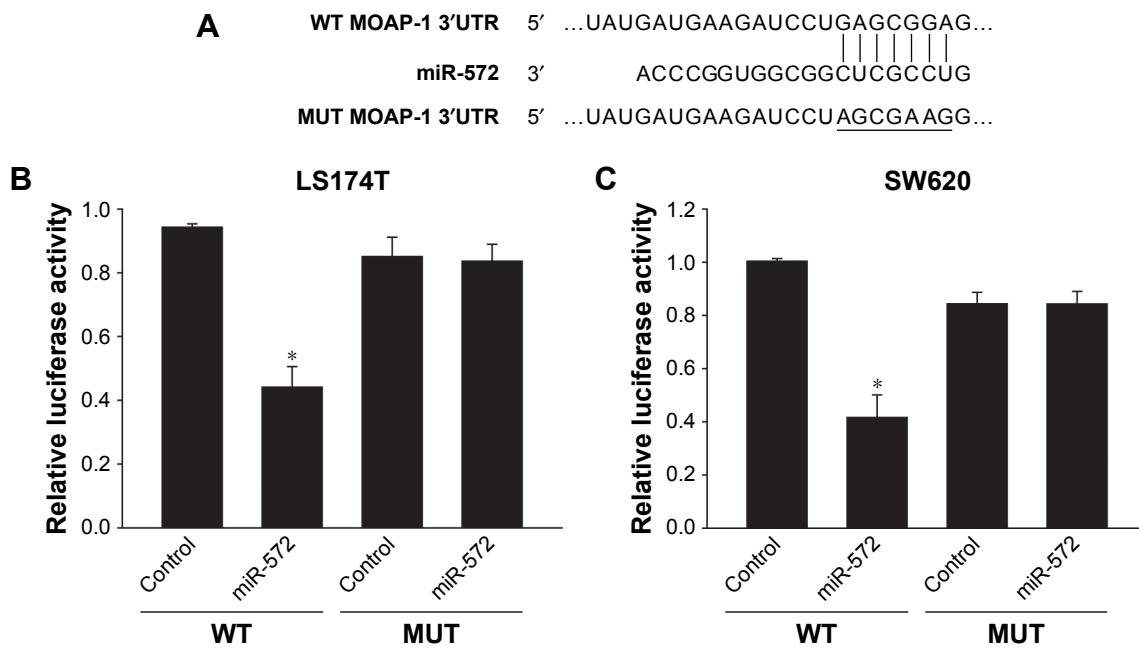 A
WT MOAP-1 3′UTR 5′ …UAUGAUGAAGAUCCUGAGCGGAG…
miR-572 3′ ACCCGGUGGCGGCUCGCCUG
MUT MOAP-1 3′UTR 5′ …UAUGAUGAAGAUCCUAGCGAAGG…
B
LS174T
Relative luciferase activity
1.0
0.8
0.6
0.4
0.2
0.0
*
Control
miR-572
Control
miR-572
WT
MUT
C
SW620
Relative luciferase activity
1.2
1.0
0.8
0.6
0.4
0.2
0.0
*
Control
miR-572
Control
miR-572
WT
MUT